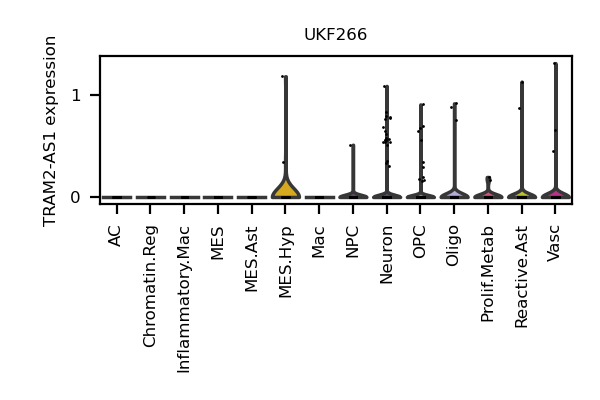 UKF266
TRAM2-AS1 expression
1
0
AC
Chromatin.Reg
Inflammatory.Mac
MES
MES.Ast
MES.Hyp
Mac
NPC
Neuron
OPC
Oligo
Prolif.Metab
Reactive.Ast
Vasc